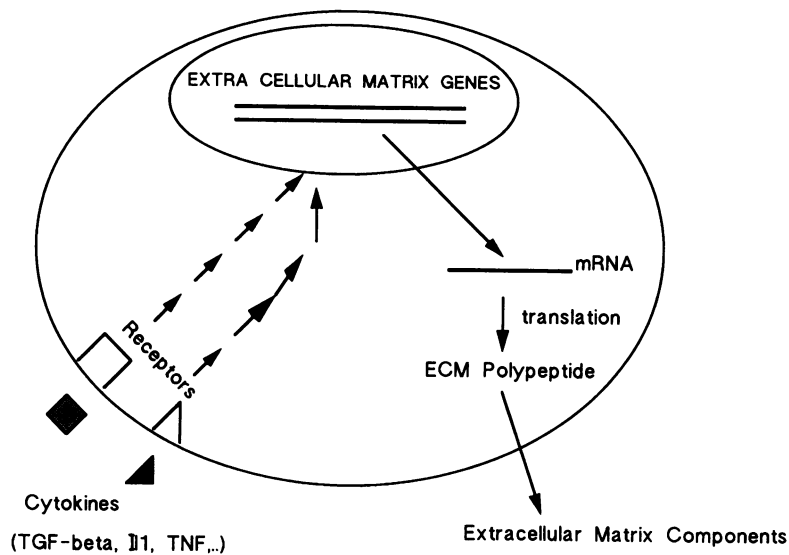 EXTRA CELLULAR MATRIX GENES
mRNA
translation
ECM Polypeptide
Receptors
Cytokines
(TGF-beta, Il1, TNF,..)
Extracellular Matrix Components